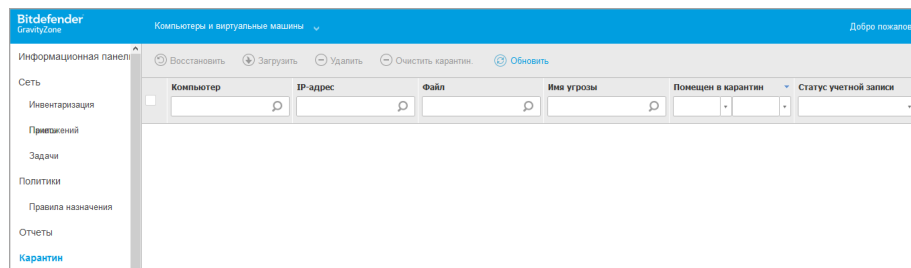 Bitdefender
GravityZone
Компьютеры и виртуальные машины
Добро пожалов
Информационная панел
Восстановить Загрузить Удалить Очистить карантин. Обновить
Сеть
Компьютер IP-адрес Файл Имя угрозы Помещен в карантин Статус учетной записи
Инвентаризация
Задачи
Политики
Правила назначения
Отчеты
Карантин